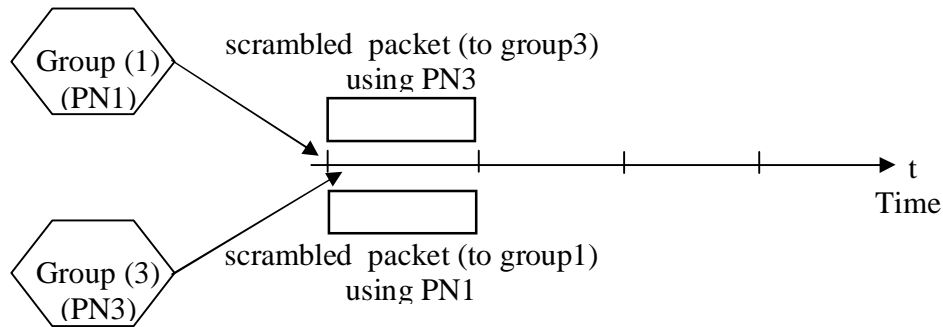 Group (1)
(PN1)
scrambled packet (to group3)
using PN3
t
Time
scrambled packet (to group1)
using PN1
Group (3)
(PN3)